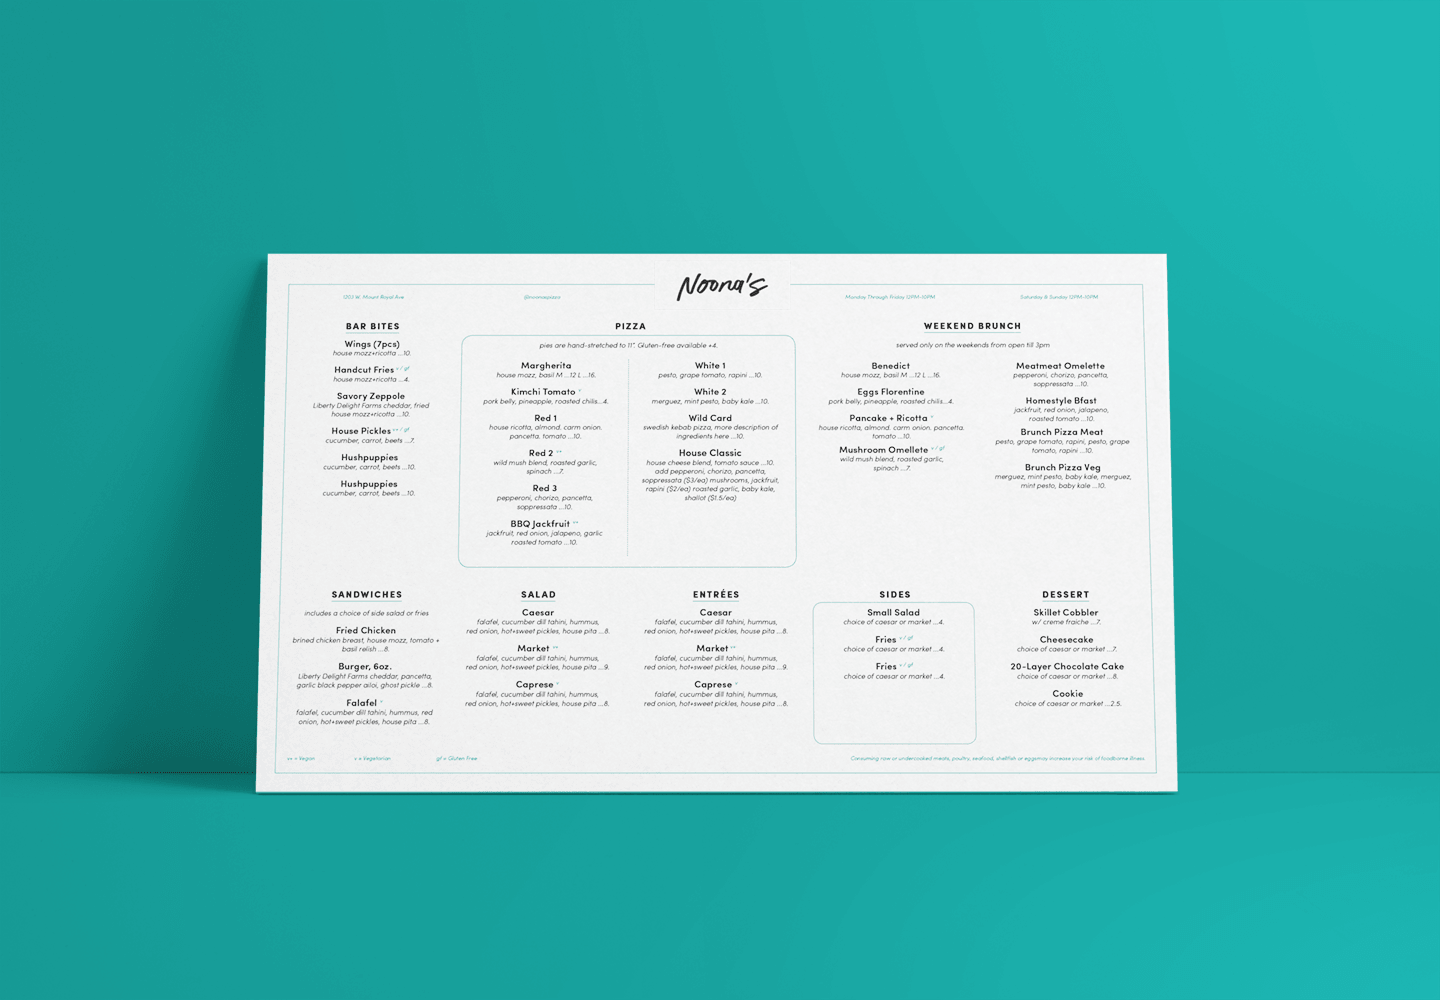 Noona's
1203 W. Mount Royal Ave
@noonaspizza
Monday Through Friday 12PM-10PM
Saturday & Sunday 12PM-10PM
BAR BITES
Wings (7pcs)
house mozz+ricotta ...10.
Handcut Fries v / gf
house mozz+ricotta ...4.
Savory Zeppole
Liberty Delight Farms cheddar, fried
house mozz+ricotta ...10.
House Pickles v+ / gf
cucumber, carrot, beets ...7.
Hushpuppies
cucumber, carrot, beets ...10.
Hushpuppies
cucumber, carrot, beets ...10.
PIZZA
pies are hand-stretched to 11". Gluten-free available +4.
Margherita
house mozz, basil M ...12 L ...16.
Kimchi Tomato v
pork belly, pineapple, roasted chilis...4.
Red 1
house ricotta, almond. carm onion,
pancetta, tomato ...10.
Red 2 v+
wild mush blend, roasted garlic,
spinach ...7.
Red 3
pepperoni, chorizo, pancetta,
soppressata ...10.
BBQ Jackfruit v+
jackfruit, red onion, jalapeno, garlic
roasted tomato ...10.
White 1
pesto, grape tomato, rapini ...10.
White 2
merguez, mint pesto, baby kale ...10.
Wild Card
swedish kebab pizza, more description of
ingredients here ...10.
House Classic
house cheese blend, tomato sauce ...10.
add pepperoni, chorizo, pancetta,
soppressata ($3/ea) mushrooms, jackfruit,
rapini ($2/ea) roasted garlic, baby kale,
shallot ($1.5/ea)
WEEKEND BRUNCH
served only on the weekends from open till 3pm
Benedict
house mozz, basil M ...12 L ...16.
Eggs Florentine
pork belly, pineapple, roasted chilis...4.
Pancake + Ricotta v
house ricotta, almond. carm onion, pancetta.
tomato ...10.
Mushroom Omellete v / gf
wild mush blend, roasted garlic,
spinach ...7.
Meatmeat Omelette
pepperoni, chorizo, pancetta,
soppressata ...10.
Homestyle Bfast
jackfruit, red onion, jalapeno,
roasted tomato ...10.
Brunch Pizza Meat
pesto, grape tomato, rapini, pesto, grape
tomato, rapini ...10.
Brunch Pizza Veg
merguez, mint pesto, baby kale, merguez,
mint pesto, baby kale ...10.
SANDWICHES
includes a choice of side salad or fries
Fried Chicken
brined chicken breast, house mozz, tomato +
basil relish ...8.
Burger, 6oz.
Liberty Delight Farms cheddar, pancetta,
garlic black pepper ailoi, ghost pickle ...8.
Falafel v
falafel, cucumber dill tahini, hummus, red
onion, hot+sweet pickles, house pita ...8.
SALAD
Caesar
falafel, cucumber dill tahini, hummus,
red onion, hot+sweet pickles, house pita ...8.
Market v+
falafel, cucumber dill tahini, hummus,
red onion, hot+sweet pickles, house pita ...9.
Caprese v
falafel, cucumber dill tahini, hummus,
red onion, hot+sweet pickles, house pita ...8.
ENTRÉES
Caesar
falafel, cucumber dill tahini, hummus,
red onion, hot+sweet pickles, house pita ...8.
Market v+
falafel, cucumber dill tahini, hummus,
red onion, hot+sweet pickles, house pita ...9.
Caprese v
falafel, cucumber dill tahini, hummus,
red onion, hot+sweet pickles, house pita ...8.
SIDES
Small Salad
choice of caesar or market ...4.
Fries v / gf
choice of caesar or market ...4.
Fries v / gf
choice of caesar or market ...4.
DESSERT
Skillet Cobbler
w/ creme fraiche ...7.
Cheesecake
choice of caesar or market ...7.
20-Layer Chocolate Cake
choice of caesar or market ...8.
Cookie
choice of caesar or market ...2.5.
v+ = Vegan
v = Vegetarian
gf = Gluten Free
Consuming raw or undercooked meats, poultry, seafood, shellfish or eggsmay increase your risk of foodborne illness